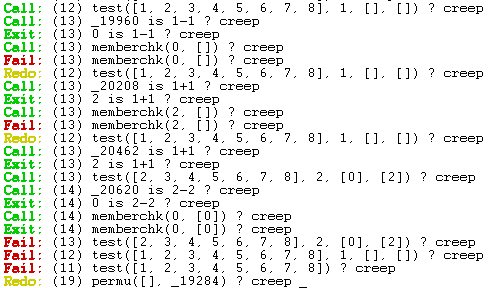 Call: (12) test([1, 2, 3, 4, 5, 6, 7, 8], 1, [], []) ? creep
Call: (13) _19960 is 1-1 ? creep
Exit: (13) 0 is 1-1 ? creep
Call: (13) memberchk(0, []) ? creep
Fail: (13) memberchk(0, []) ? creep
Redo: (12) test([1, 2, 3, 4, 5, 6, 7, 8], 1, [], []) ? creep
Call: (13) _20208 is 1+1 ? creep
Exit: (13) 2 is 1+1 ? creep
Call: (13) memberchk(2, []) ? creep
Fail: (13) memberchk(2, []) ? creep
Redo: (12) test([1, 2, 3, 4, 5, 6, 7, 8], 1, [], []) ? creep
Call: (13) _20462 is 1+1 ? creep
Exit: (13) 2 is 1+1 ? creep
Call: (13) test([2, 3, 4, 5, 6, 7, 8], 2, [0], [2]) ? creep
Call: (14) _20620 is 2-2 ? creep
Exit: (14) 0 is 2-2 ? creep
Call: (14) memberchk(0, [0]) ? creep
Exit: (14) memberchk(0, [0]) ? creep
Fail: (13) test([2, 3, 4, 5, 6, 7, 8], 2, [0], [2]) ? creep
Fail: (12) test([1, 2, 3, 4, 5, 6, 7, 8], 1, [], []) ? creep
Fail: (11) test([1, 2, 3, 4, 5, 6, 7, 8]) ? creep
Redo: (19) permu([], _19284) ? creep _